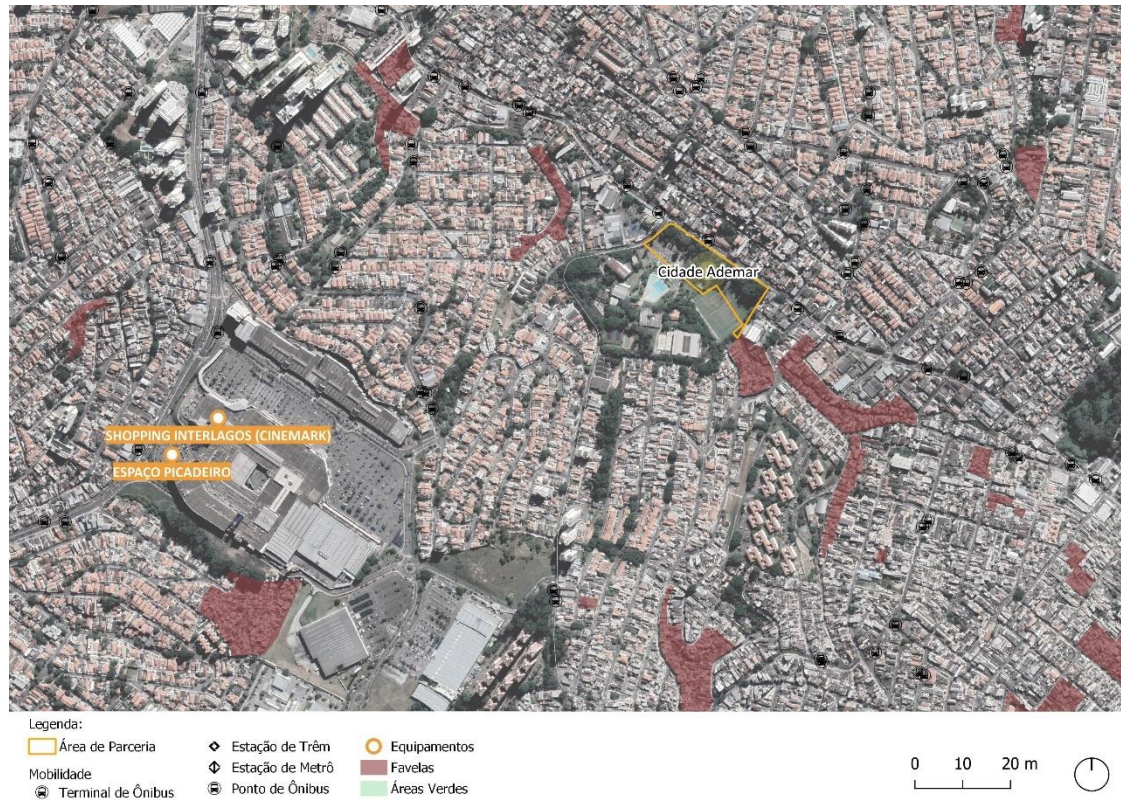 Cidade Ademar
SHOPPING INTERLAGOS (CINEMARK)
ESPAÇO PICADEIRO
Legenda:
Área de Parceria
Mobilidade
Terminal de Ônibus
Estação de Trêm
Estação de Metrô
Ponto de Ônibus
Equipamentos
Favelas
Áreas Verdes
0 10 20 m